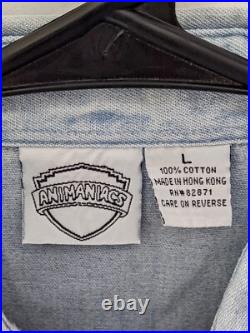 ANIMANIACS
L
100% COTTON
MADE IN HONG KONG
RN#82871
CARE ON REVERSE